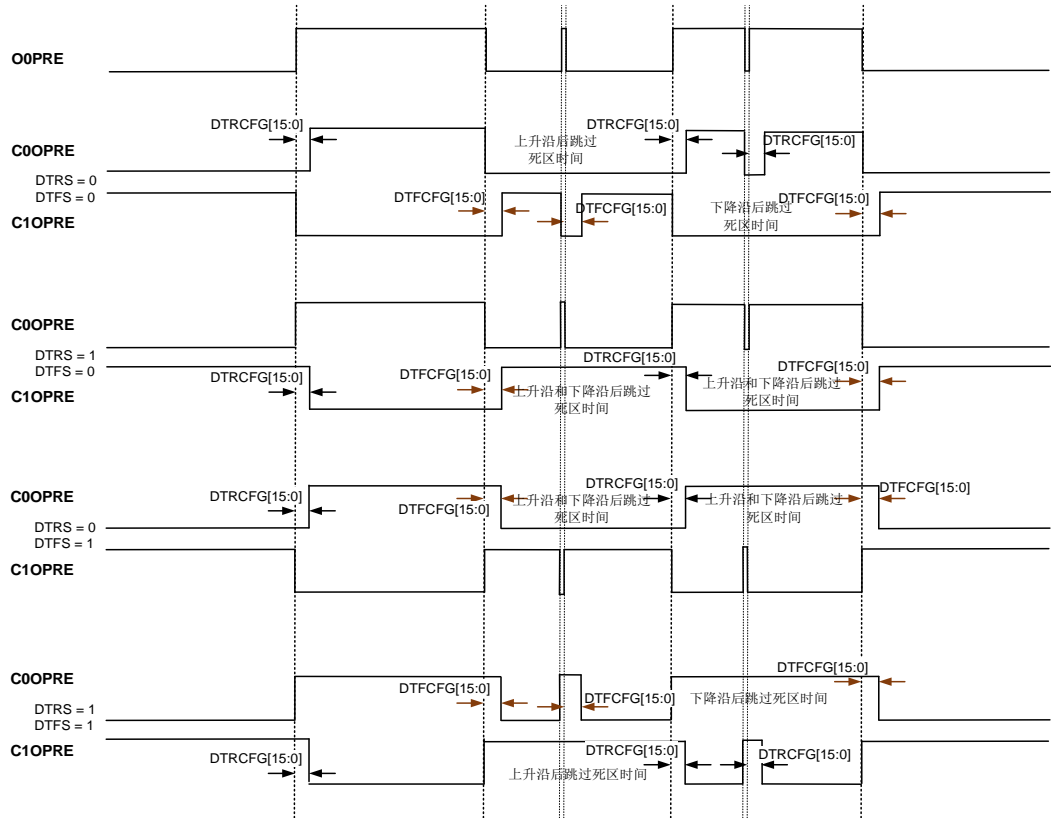 O0PRE
DTRCFG[15:0]
上升沿后跳过
死区时间
DTRCFG[15:0]
DTRCFG[15:0]
C0OPRE
DTRS = 0
DTFS = 0
C1OPRE
DTFCFG[15:0]
DTFCFG[15:0]
下降沿后跳过
死区时间
DTFCFG[15:0]
C0OPRE
DTRS = 1
DTFS = 0
C1OPRE
DTRCFG[15:0]
DTFCFG[15:0]
上升沿和下降沿后跳过
死区时间
DTRCFG[15:0]
上升沿和下降沿后跳过
死区时间
DTFCFG[15:0]
C0OPRE
DTRS = 0
DTFS = 1
C1OPRE
DTRCFG[15:0]
DTFCFG[15:0]
上升沿和下降沿后跳过
死区时间
DTRCFG[15:0]
上升沿和下降沿后跳过
死区时间
DTFCFG[15:0]
C0OPRE
DTRS = 1
DTFS = 1
C1OPRE
DTFCFG[15:0]
DTFCFG[15:0]
下降沿后跳过死区时间
DTFCFG[15:0]
DTRCFG[15:0]
上升沿后跳过死区时间
DTRCFG[15:0]
DTRCFG[15:0]